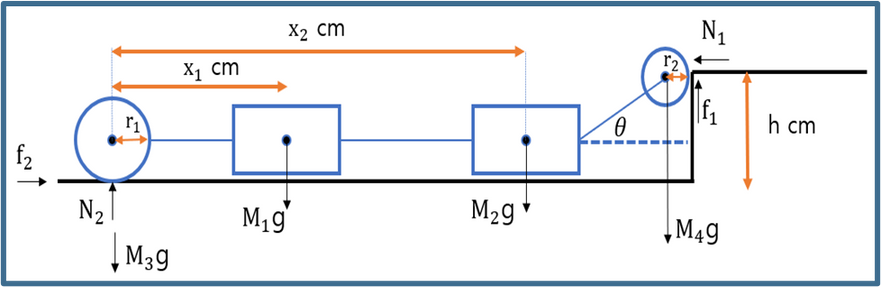 x₂ cm
N₁
x₁ cm
r₂
r₁
f₁
θ
h cm
f₂
N₂
M₁g
M₂g
M₄g
M₃g